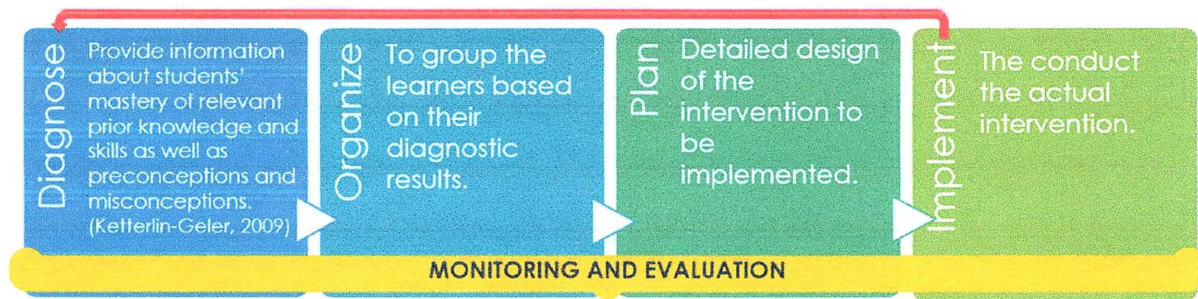 Diagnose
Provide information
about students'
mastery of relevant
prior knowledge and
skills as well as
preconceptions and
misconceptions.
(Ketterlin-Geler, 2009)
Organize
To group the
learners based
on their
diagnostic
results.
Plan
Detailed design
of the
intervention to
be
implemented.
Implement
The conduct
the actual
intervention.
MONITORING AND EVALUATION